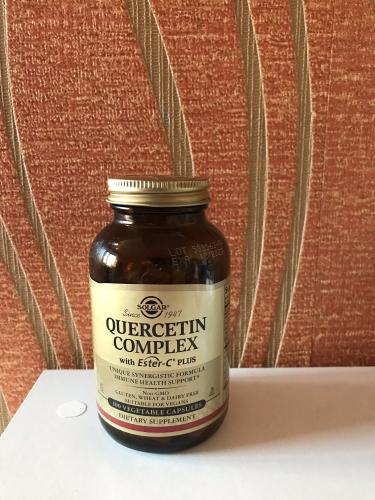 LOT
SOLGAR®
Since 1947
QUERCETIN
COMPLEX
with Ester-C® PLUS
UNIQUE SYNERGISTIC FORMULA
IMMUNE HEALTH SUPPORT*
Non-GMO
GLUTEN, WHEAT & DAIRY FREE
SUITABLE FOR VEGANS
100 VEGETABLE CAPSULES
DIETARY SUPPLEMENT